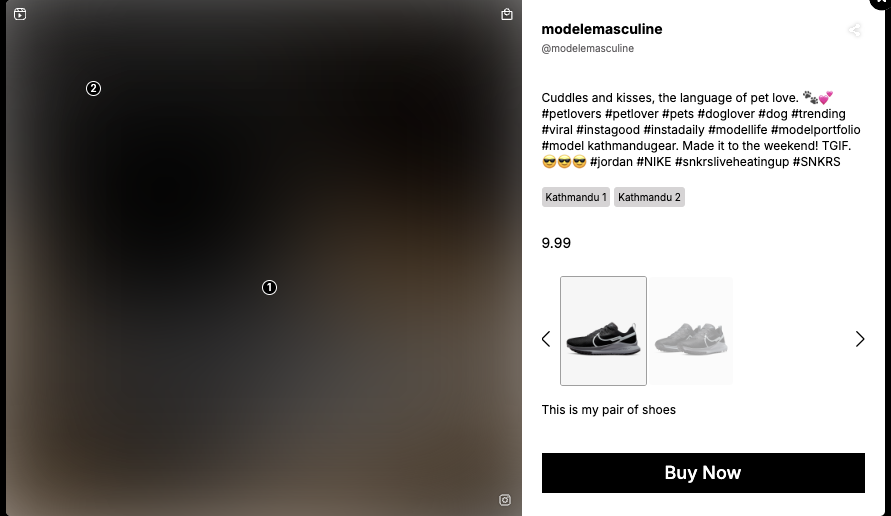 2
1
modelemasculine
@modelemasculine
Cuddles and kisses, the language of pet love. 🐾💕
#petlovers #petlover #pets #doglover #dog #trending
#viral #instagood #instadaily #modellife #modelportfolio
#model kathmandugear. Made it to the weekend! TGIF.
😎😎😎 #jordan #NIKE #snkrsliveheatingup #SNKRS
Kathmandu 1 Kathmandu 2
9.99
This is my pair of shoes
Buy Now